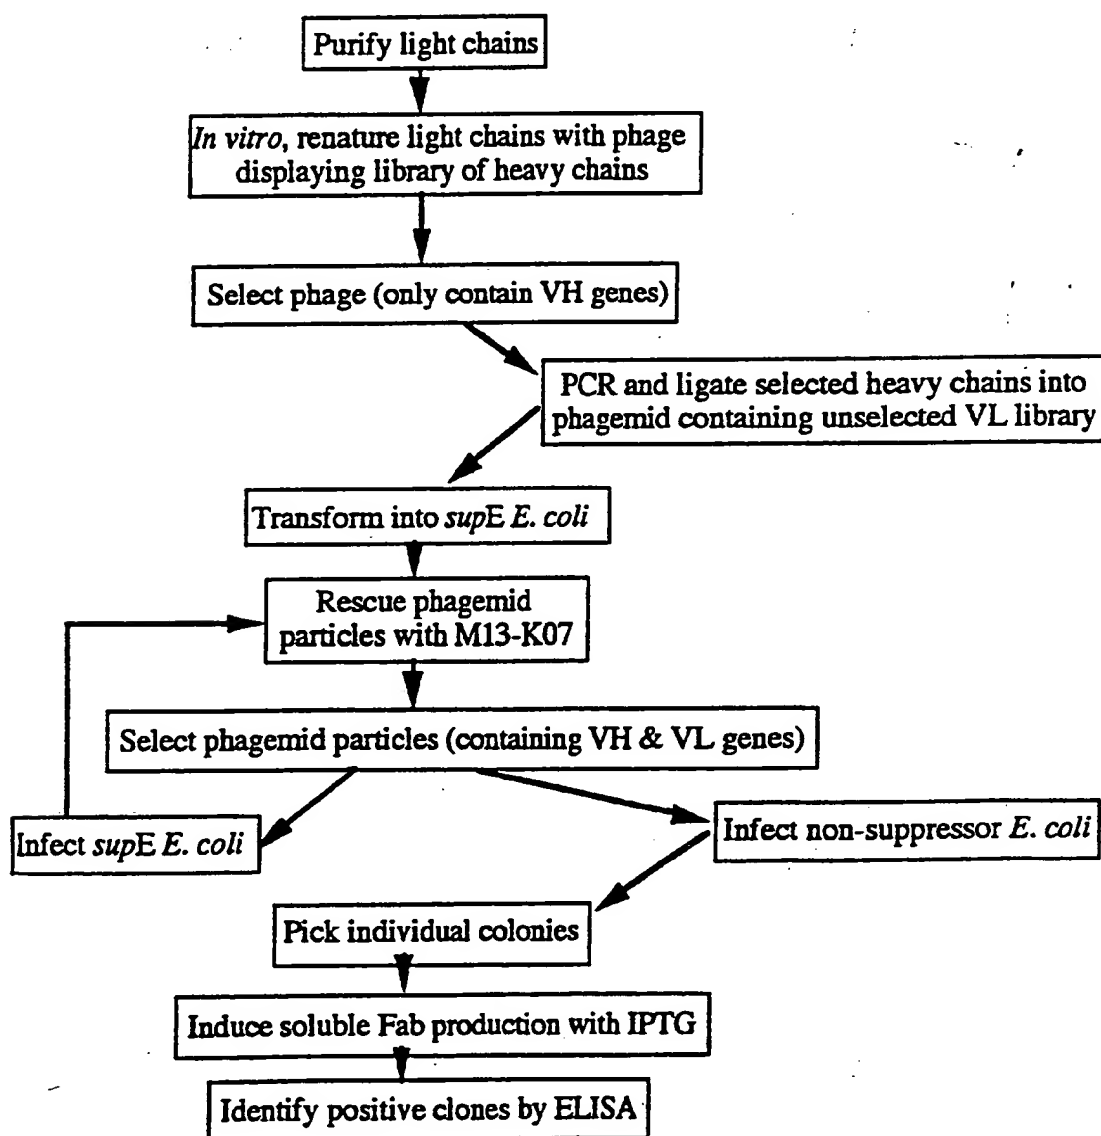 Purify light chains
In vitro, renature light chains with phage
displaying library of heavy chains
Select phage (only contain VH genes)
PCR and ligate selected heavy chains into
phagemid containing unselected VL library
Transform into supE E. coli
Rescue phagemid
particles with M13-K07
Select phagemid particles (containing VH & VL genes)
Infect supE E. coli
Infect non-suppressor E. coli
Pick individual colonies
Induce soluble Fab production with IPTG
Identify positive clones by ELISA